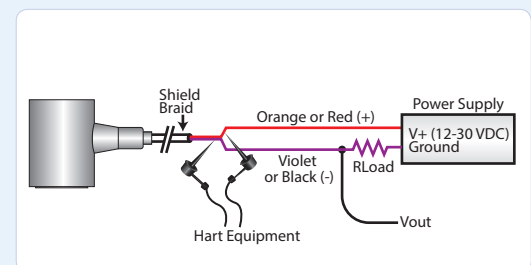 Shield
Braid
Orange or Red (+)
Power Supply
V+ (12-30 VDC)
Ground
Violet
or Black (-)
RLoad
Vout
Hart Equipment